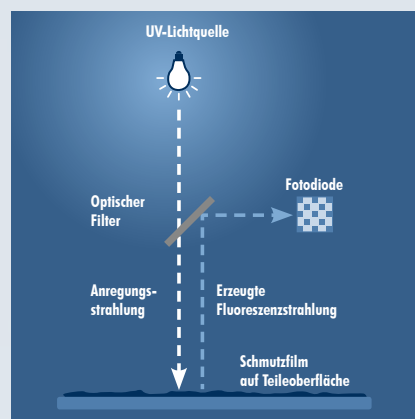 UV-Lichtquelle
Optischer
Filter
Fotodiode
Anregungs-
strahlung
Erzeugte
Fluoreszenzstrahlung
Schmutzfilm
auf Teileoberfläche